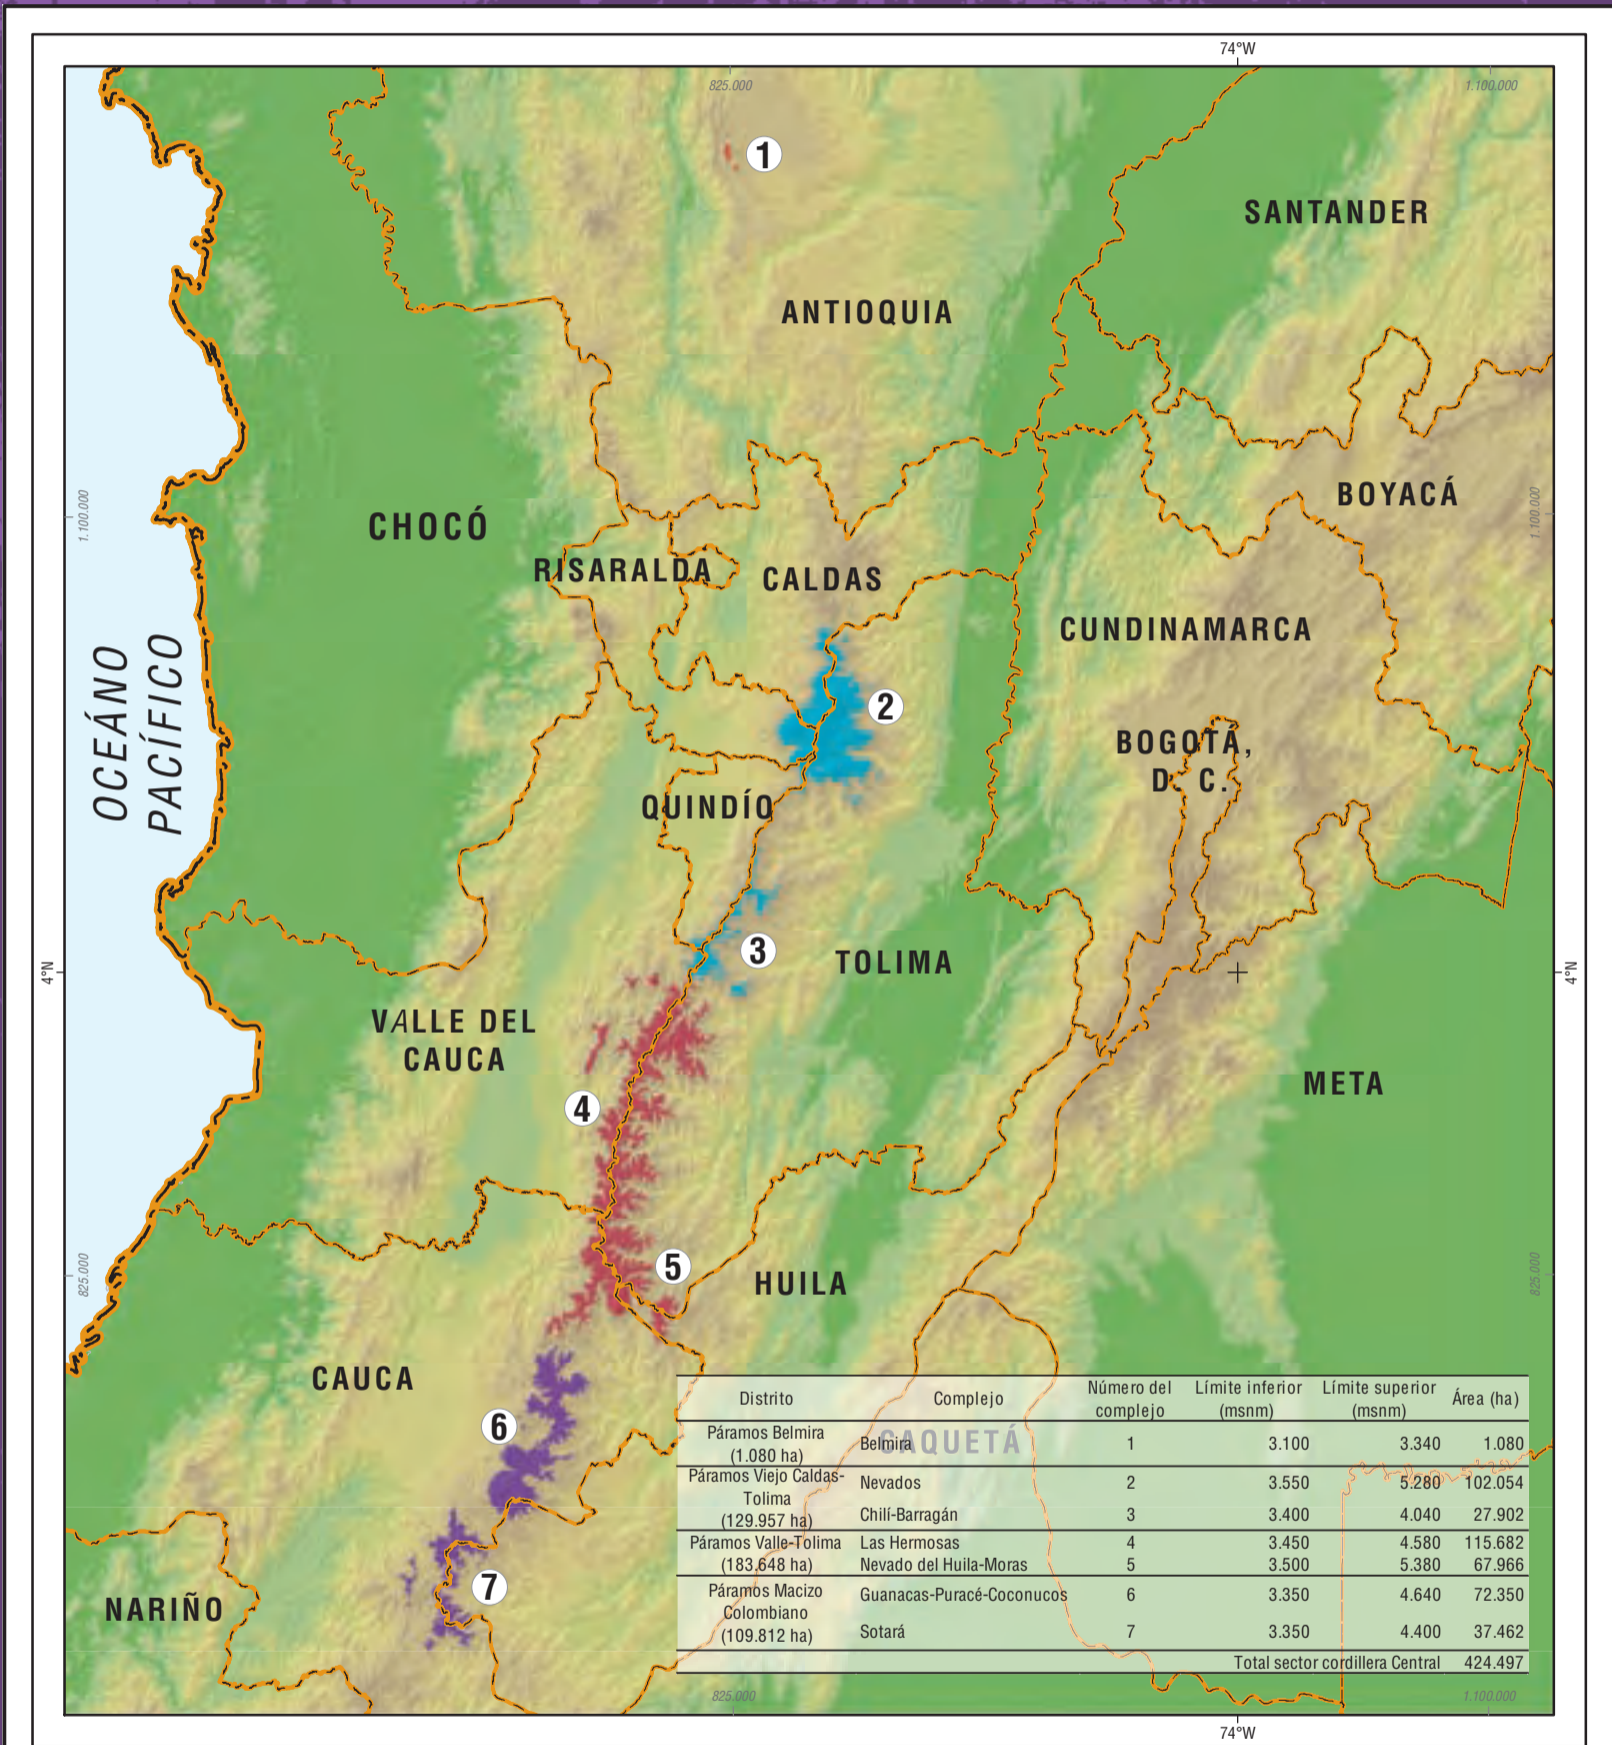 74°W
825.000
1.100.000
1
SANTANDER
ANTIOQUIA
1.100.000
CHOCÓ
BOYACÁ
1.100.000
RISARALDA
CALDAS
CUNDINAMARCA
OCEÁNO
PACÍFICO
2
BOGOTÁ,
D. C.
QUINDÍO
4°N
3
TOLIMA
4°N
VALLE DEL
CAUCA
META
4
5
HUILA
825.000
825.000
CAUCA
6
CAQUETÁ
7
NARIÑO
Distrito Complejo Número del complejo Límite inferior (msnm) Límite superior (msnm) Área (ha)
Páramos Belmira
(1.080 ha) Belmira 1 3.100 3.340 1.080
Páramos Viejo Caldas-
Tolima
(129.957 ha)
Nevados 2 3.550 5.280 102.054
Chilí-Barragán 3 3.400 4.040 27.902
Páramos Valle-Tolima
(183.648 ha)
Las Hermosas 4 3.450 4.580 115.682
Nevado del Huila-Moras 5 3.500 5.380 67.966
Páramos Macizo
Colombiano
(109.812 ha)
Guanacas-Puracé-Coconucos 6 3.350 4.640 72.350
Sotará 7 3.350 4.400 37.462
Total sector cordillera Central 424.497
825.000
1.100.000
74°W